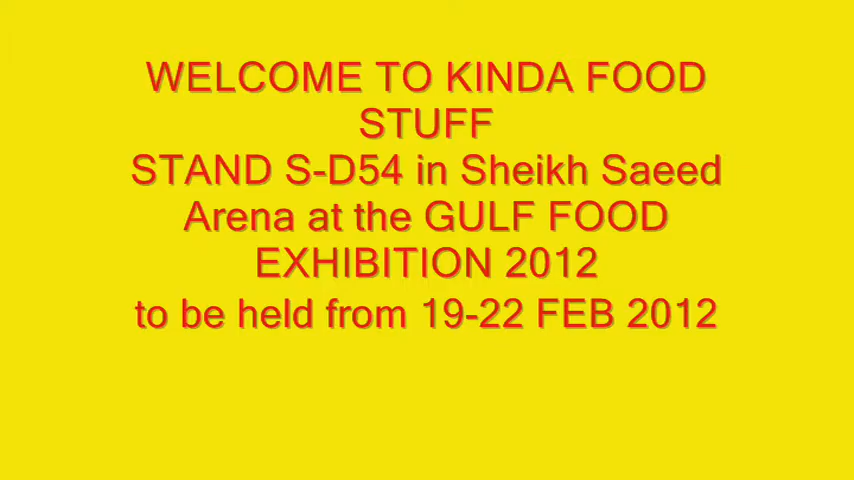 WELCOME TO KINDA FOOD
STUFF
STAND S-D54 in Sheikh Saeed
Arena at the GULF FOOD
EXHIBITION 2012
to be held from 19-22 FEB 2012